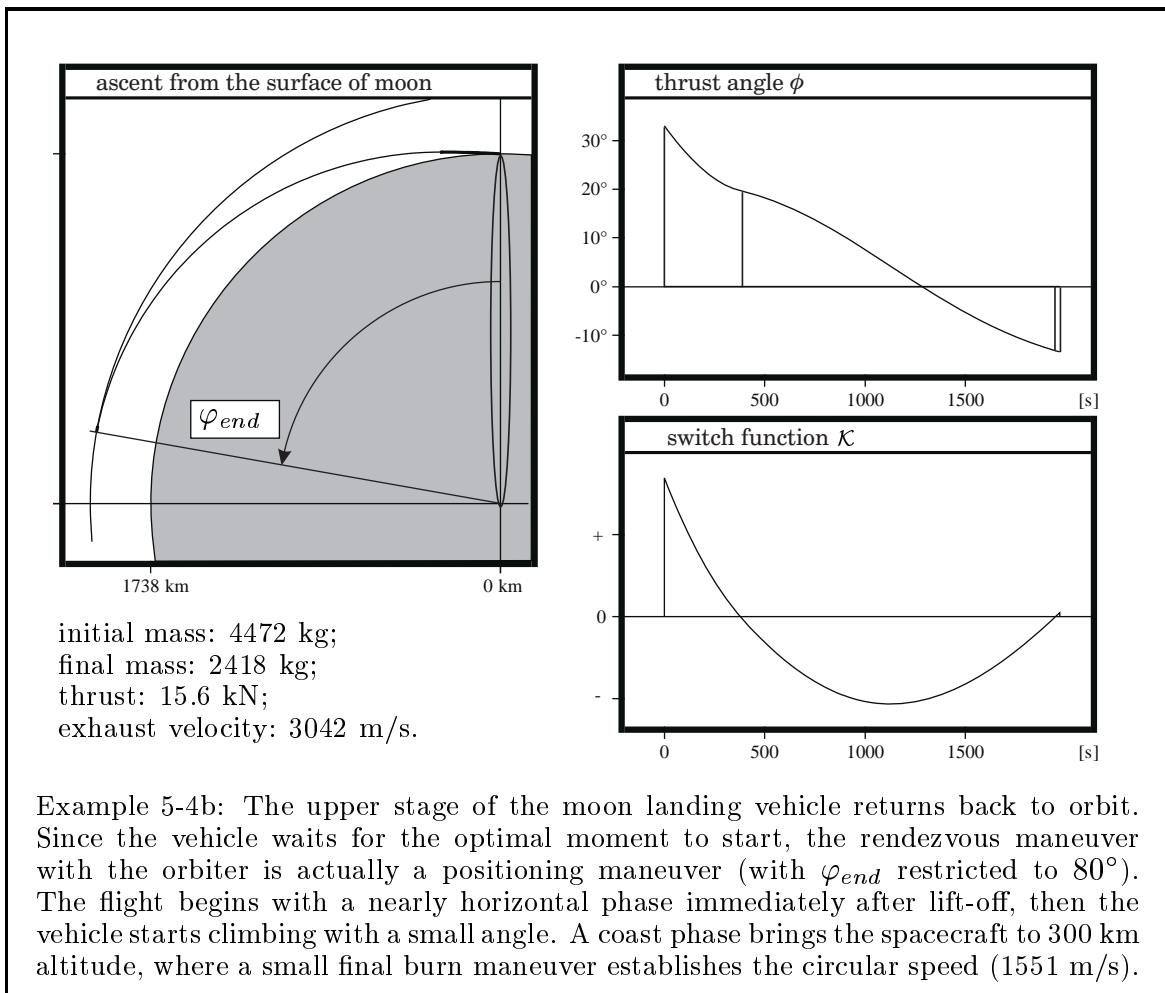 ascent from the surface of moon
φend
1738 km
0 km
thrust angle ϕ
30°
20°
10°
0°
-10°
0
500
1000
1500
[s]
switch function 𝒦
+
0
-
0
500
1000
1500
[s]
initial mass: 4472 kg;
final mass: 2418 kg;
thrust: 15.6 kN;
exhaust velocity: 3042 m/s.
Example 5-4b: The upper stage of the moon landing vehicle returns back to orbit.
Since the vehicle waits for the optimal moment to start, the rendezvous maneuver
with the orbiter is actually a positioning maneuver (with φend restricted to 80°).
The flight begins with a nearly horizontal phase immediately after lift-off, then the
vehicle starts climbing with a small angle. A coast phase brings the spacecraft to 300 km
altitude, where a small final burn maneuver establishes the circular speed (1551 m/s).